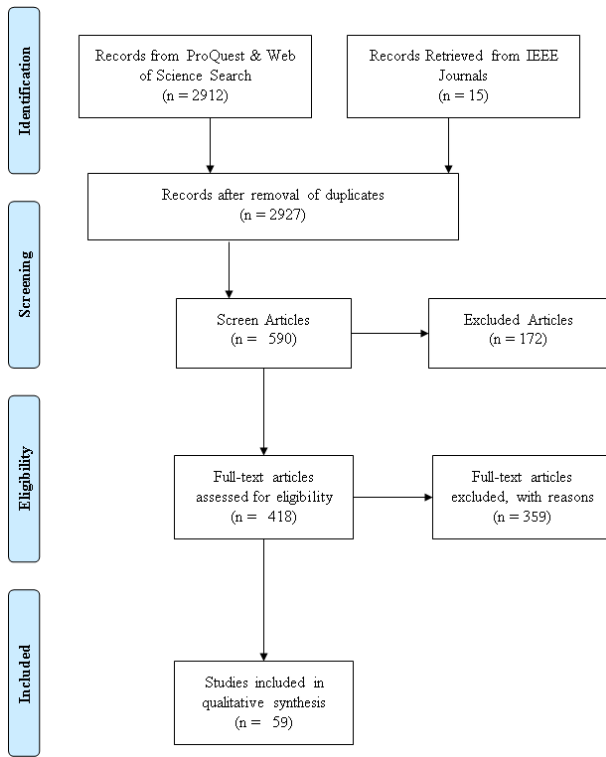 Identification
Records from ProQuest & Web
of Science Search
(n = 2912)
Records Retrieved from IEEE
Journals
(n = 15)
Records after removal of duplicates
(n = 2927)
Screening
Screen Articles
(n = 590)
Excluded Articles
(n = 172)
Eligibility
Full-text articles
assessed for eligibility
(n = 418)
Full-text articles
excluded, with reasons
(n = 359)
Included
Studies included in
qualitative synthesis
(n = 59)